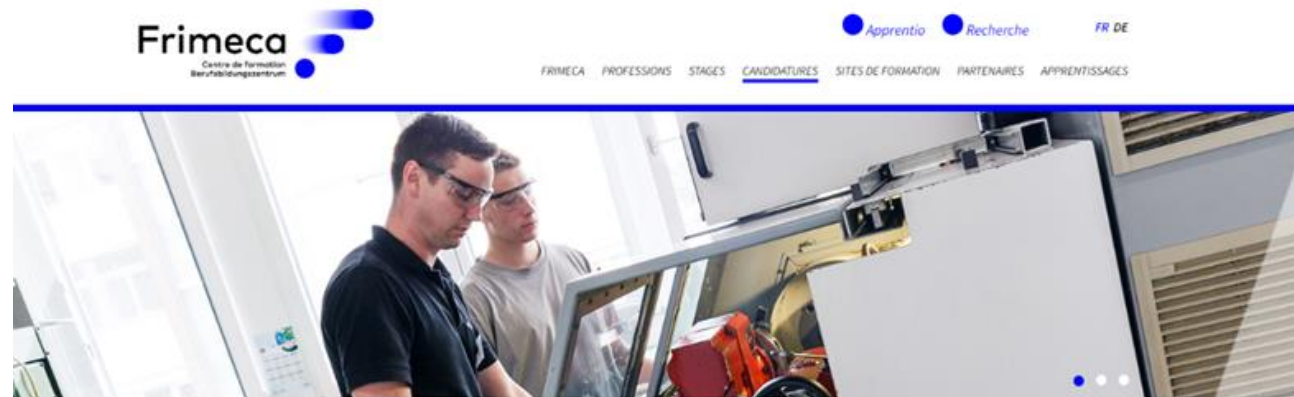 Frimeca
Centre de formation
Berufsbildungszentrum
Apprentio Recherche FR DE
FRIMECA PROFESSIONS STAGES CANDIDATURES SITES DE FORMATION PARTENAIRES APPRENTISSAGES